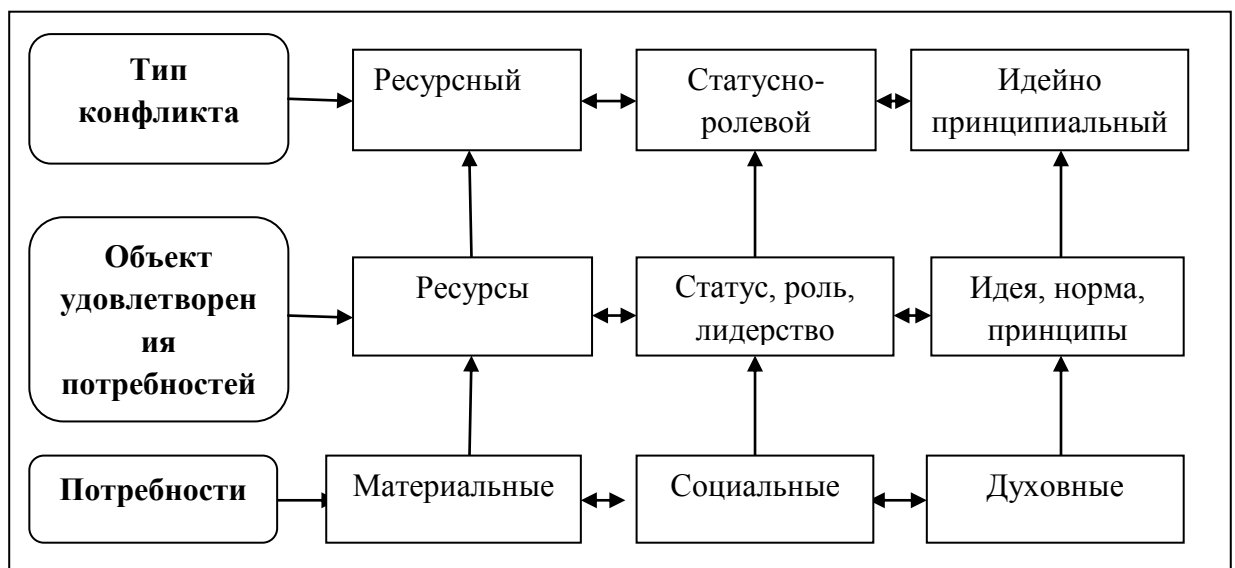 Тип
конфликта
Ресурсный
Статусно-
ролевой
Идейно
принципиальный
Объект
удовлетворен
ия
потребностей
Ресурсы
Статус, роль,
лидерство
Идея, норма,
принципы
Потребности
Материальные
Социальные
Духовные